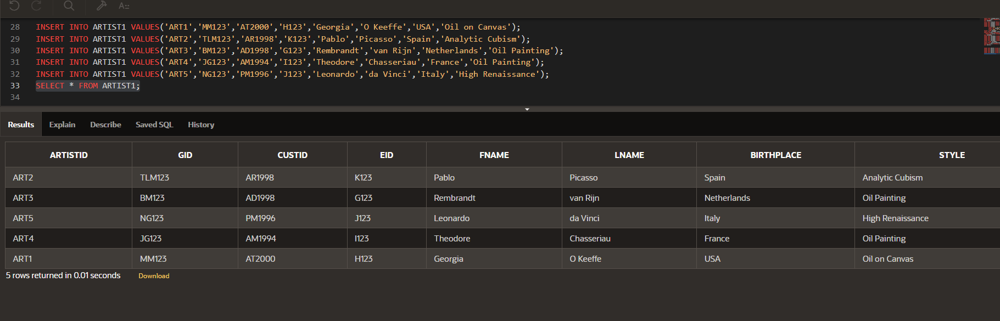 A::
28 INSERT INTO ARTIST1 VALUES('ART1','MM123','AT2000','H123','Georgia','O Keeffe','USA','Oil on Canvas');
29 INSERT INTO ARTIST1 VALUES('ART2','TLM123','AR1998','K123','Pablo','Picasso','Spain','Analytic Cubism');
30 INSERT INTO ARTIST1 VALUES('ART3','BM123','AD1998','G123','Rembrandt','van Rijn','Netherlands','Oil Painting');
31 INSERT INTO ARTIST1 VALUES('ART4','JG123','AM1994','I123','Theodore','Chasseriau','France','Oil Painting');
32 INSERT INTO ARTIST1 VALUES('ART5','NG123','PM1996','J123','Leonardo','da Vinci','Italy','High Renaissance');
33 SELECT * FROM ARTIST1;
34
Results Explain Describe Saved SQL History
ARTISTID GID CUSTID EID FNAME LNAME BIRTHPLACE STYLE
ART2 TLM123 AR1998 K123 Pablo Picasso Spain Analytic Cubism
ART3 BM123 AD1998 G123 Rembrandt van Rijn Netherlands Oil Painting
ART5 NG123 PM1996 J123 Leonardo da Vinci Italy High Renaissance
ART4 JG123 AM1994 I123 Theodore Chasseriau France Oil Painting
ART1 MM123 AT2000 H123 Georgia O Keeffe USA Oil on Canvas
5 rows returned in 0.01 seconds Download